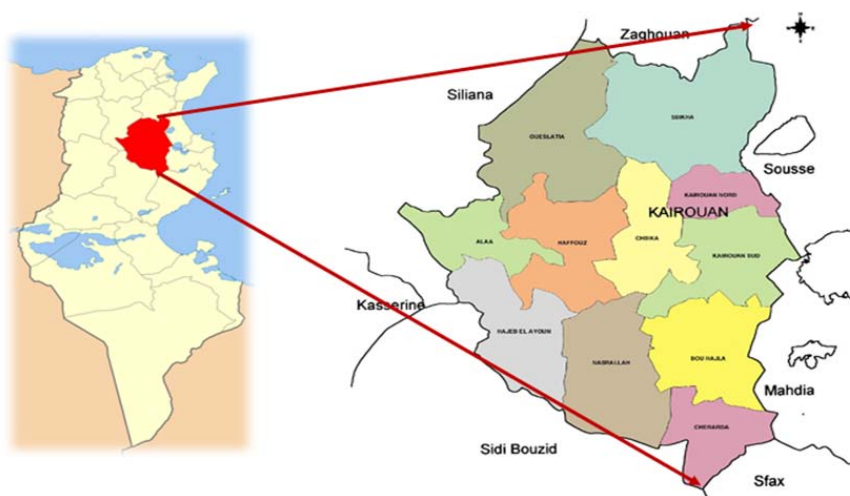 Zaghouan
Siliana
SBIKHA
OUESLATIA
Sousse
KAIROUAN NORD
KAIROUAN
ALAA
HAFFOUZ
CHBIKA
KAIROUAN SUD
Kasserine
HAJEB EL AYOUN
NASRALLAH
BOU HAJLA
Mahdia
CHERARDA
Sidi Bouzid
Sfax